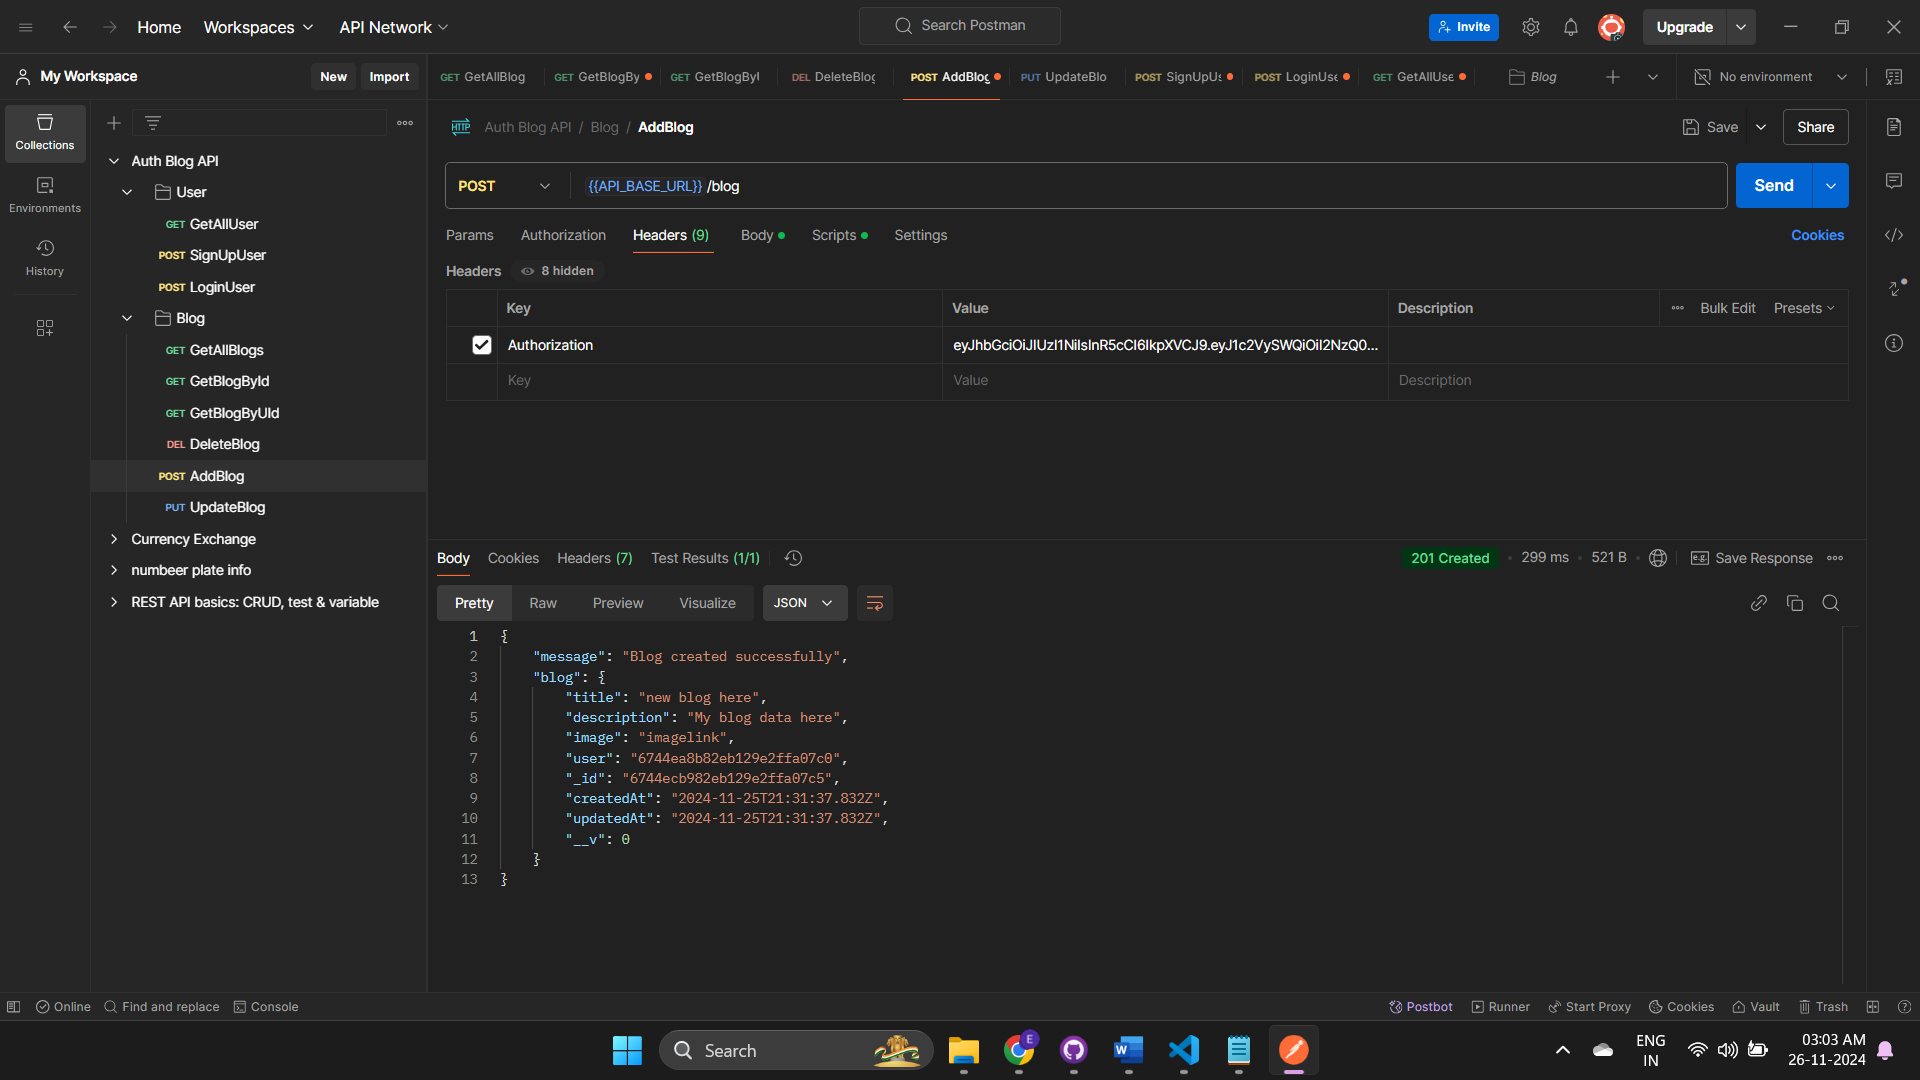 Home Workspaces API Network Search Postman Invite Upgrade
My Workspace New Import GET GetAllBlog GET GetBlogBy GET GetBlogByU DEL DeleteBlog POST AddBlog PUT UpdateBlo POST SignUpUs POST LoginUse GET GetAllUse Blog No environment
Collections
Environments
History
Auth Blog API
User
GET GetAllUser
POST SignUpUser
POST LoginUser
Blog
GET GetAllBlogs
GET GetBlogById
GET GetBlogByUId
DEL DeleteBlog
POST AddBlog
PUT UpdateBlog
Currency Exchange
numbeer plate info
REST API basics: CRUD, test & variable
HTTP Auth Blog API / Blog / AddBlog Save Share
POST {{API_BASE_URL}} /blog Send
Params Authorization Headers (9) Body Scripts Settings Cookies
Headers 8 hidden
Key Value Description Bulk Edit Presets
Authorization eyJhbGciOiJIUzI1NiIsInR5cCI6IkpXVCJ9.eyJ1c2VySWQiOiI2NzQ0...
Key Value Description
Body Cookies Headers (7) Test Results (1/1) 201 Created 299 ms 521 B e.g. Save Response
Pretty Raw Preview Visualize JSON
1 {
2 "message": "Blog created successfully",
3 "blog": {
4 "title": "new blog here",
5 "description": "My blog data here",
6 "image": "imagelink",
7 "user": "6744ea8b82eb129e2ffa07c0",
8 "_id": "6744ecb982eb129e2ffa07c5",
9 "createdAt": "2024-11-25T21:31:37.832Z",
10 "updatedAt": "2024-11-25T21:31:37.832Z",
11 "__v": 0
12 }
13 }
Online Find and replace Console Postbot Runner Start Proxy Cookies Vault Trash
Search E W ENG 03:03 AM
IN 26-11-2024